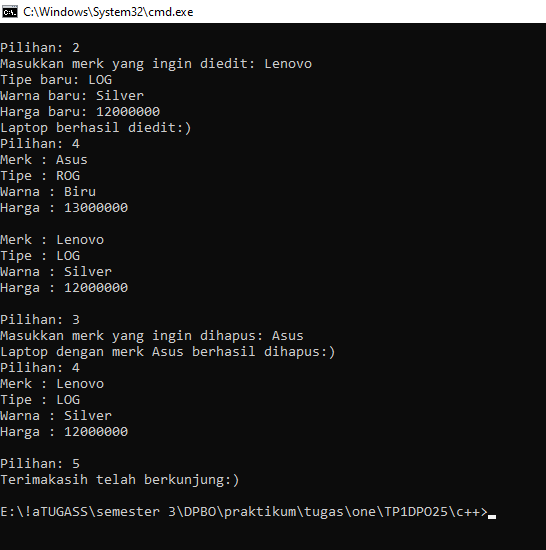 C:\Windows\System32\cmd.exe
Pilihan: 2
Masukkan merk yang ingin diedit: Lenovo
Tipe baru: LOG
Warna baru: Silver
Harga baru: 12000000
Laptop berhasil diedit:)
Pilihan: 4
Merk : Asus
Tipe : ROG
Warna : Biru
Harga : 13000000
Merk : Lenovo
Tipe : LOG
Warna : Silver
Harga : 12000000
Pilihan: 3
Masukkan merk yang ingin dihapus: Asus
Laptop dengan merk Asus berhasil dihapus:)
Pilihan: 4
Merk : Lenovo
Tipe : LOG
Warna : Silver
Harga : 12000000
Pilihan: 5
Terimakasih telah berkunjung:)
E:\!aTUGASS\semester 3\DPBO\praktikum\tugas\one\TP1DPO25\c++>